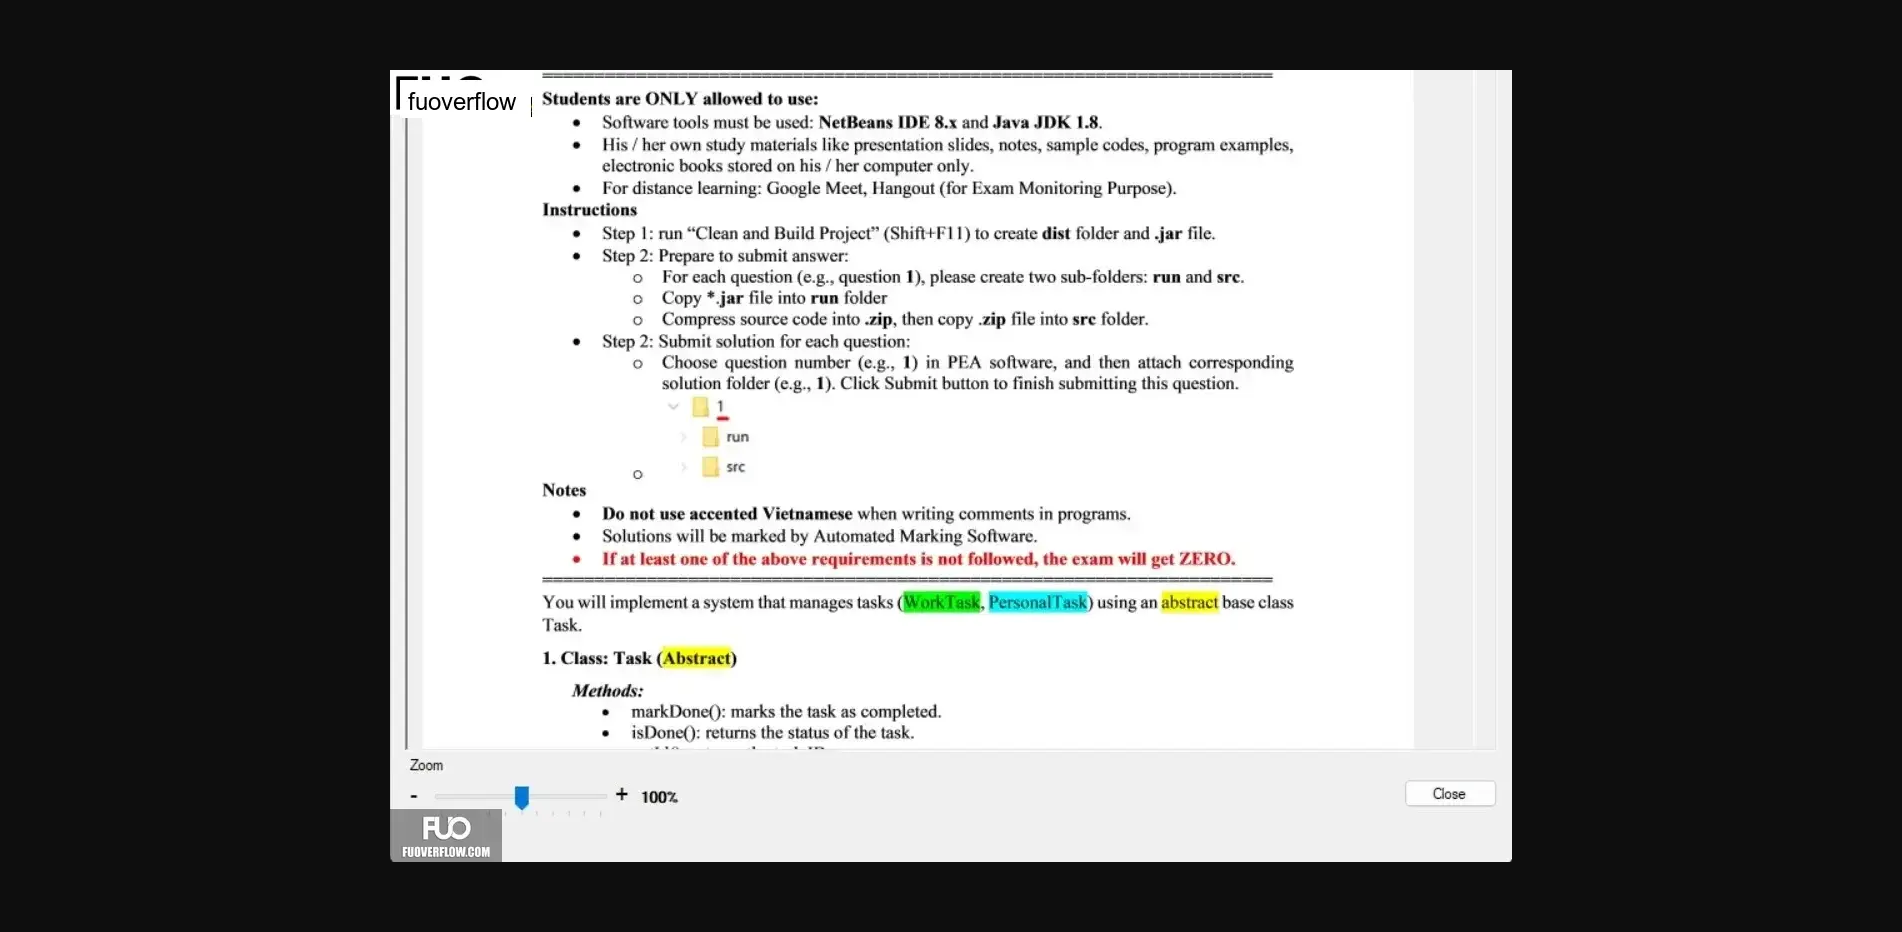 fuoverflow
Students are ONLY allowed to use:
• Software tools must be used: NetBeans IDE 8.x and Java JDK 1.8.
• His / her own study materials like presentation slides, notes, sample codes, program examples,
electronic books stored on his / her computer only.
• For distance learning: Google Meet, Hangout (for Exam Monitoring Purpose).
Instructions
• Step 1: run “Clean and Build Project” (Shift+F11) to create dist folder and .jar file.
• Step 2: Prepare to submit answer:
o For each question (e.g., question 1), please create two sub-folders: run and src.
o Copy *.jar file into run folder
o Compress source code into .zip, then copy .zip file into src folder.
• Step 2: Submit solution for each question:
o Choose question number (e.g., 1) in PEA software, and then attach corresponding
solution folder (e.g., 1). Click Submit button to finish submitting this question.
1
run
o src
Notes
• Do not use accented Vietnamese when writing comments in programs.
• Solutions will be marked by Automated Marking Software.
• If at least one of the above requirements is not followed, the exam will get ZERO.
You will implement a system that manages tasks (WorkTask, PersonalTask) using an abstract base class
Task.
1. Class: Task (Abstract)
Methods:
• markDone(): marks the task as completed.
• isDone(): returns the status of the task.
Zoom
- + 100%
Close
FUO
FUOVERFLOW.COM